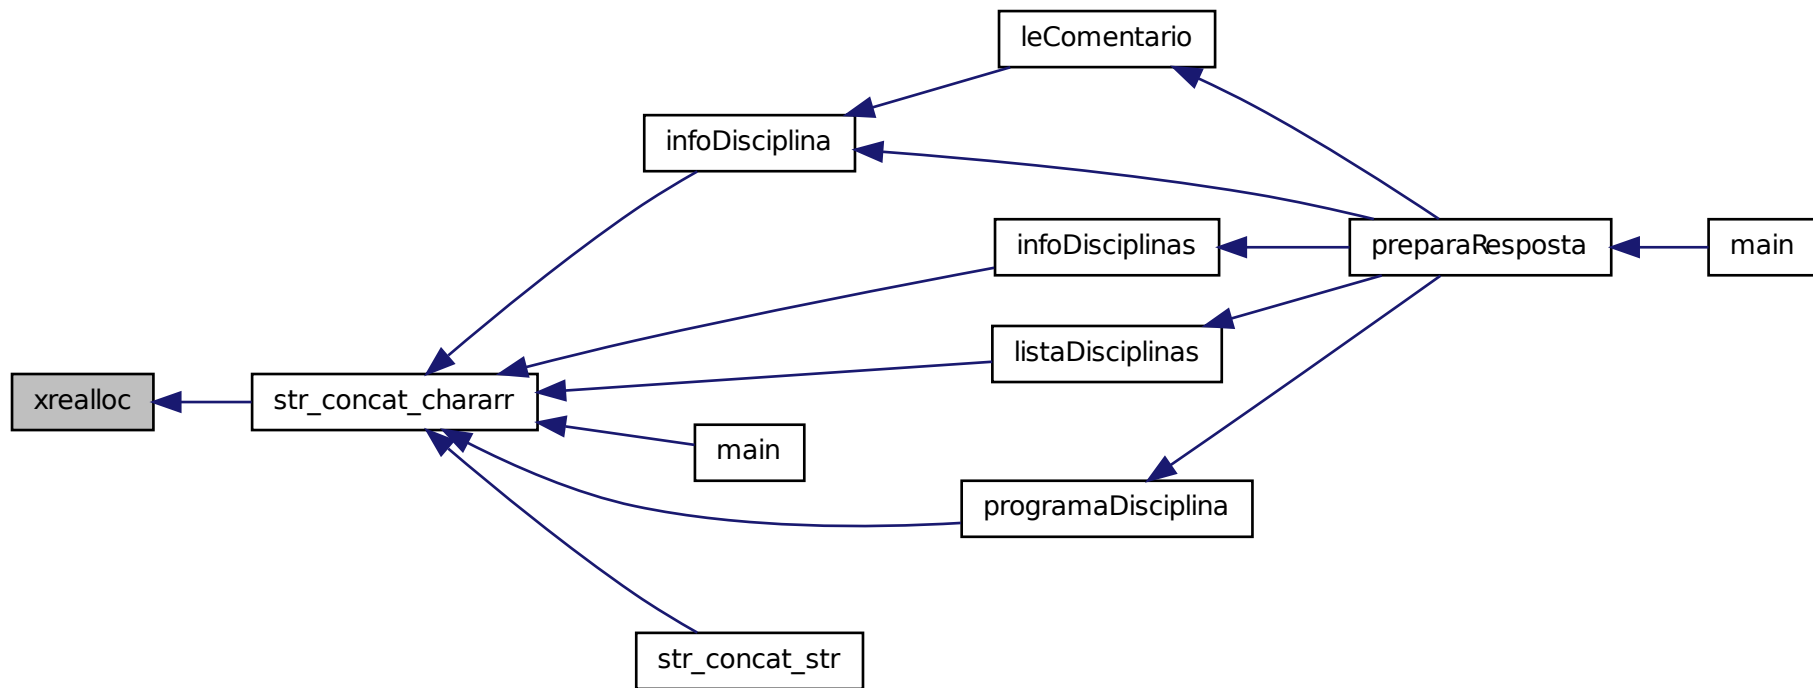 leComentario
infoDisciplina
infoDisciplinas
preparaResposta
main
listaDisciplinas
xrealloc
str_concat_chararr
main
programaDisciplina
str_concat_str